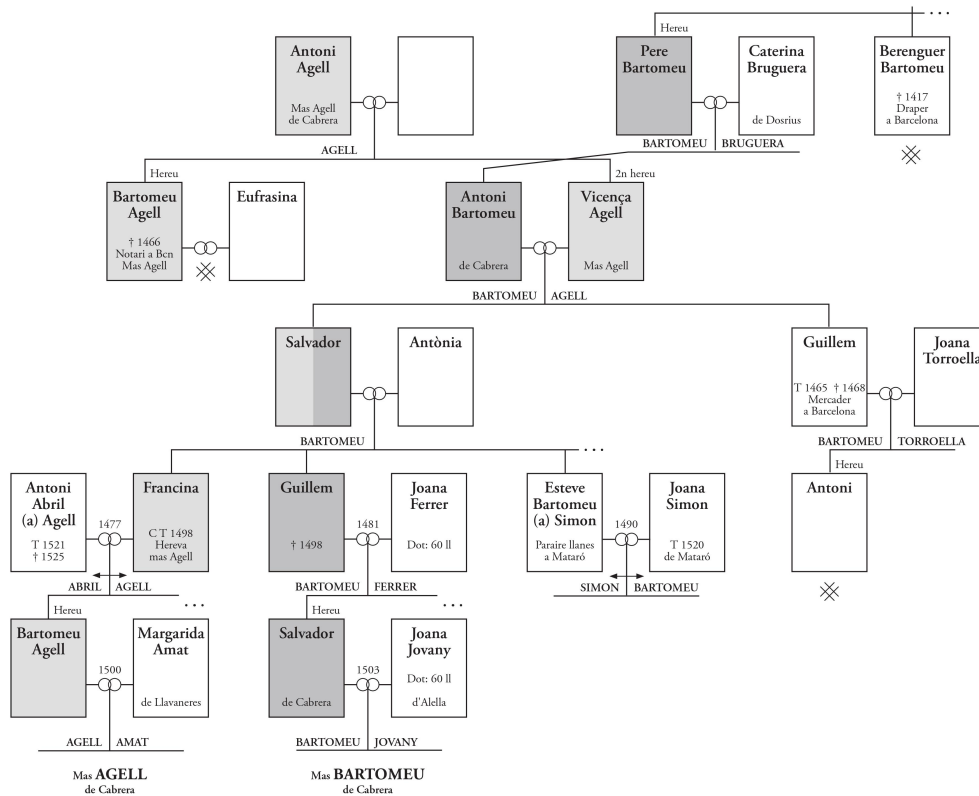 . . .
Hereu
Antoni
Agell
Mas Agell
de Cabrera
Pere
Bartomeu
Caterina
Bruguera
de Dosrius
Berenguer
Bartomeu
† 1417
Draper
a Barcelona
AGELL
BARTOMEU BRUGUERA
Hereu
2n hereu
Bartomeu
Agell
† 1466
Notari a Bcn
Mas Agell
Eufrasina
Antoni
Bartomeu
de Cabrera
Vicença
Agell
Mas Agell
BARTOMEU AGELL
Salvador
Antònia
Guillem
T 1465 † 1468
Mercader
a Barcelona
Joana
Torroella
BARTOMEU
. . .
BARTOMEU TORROELLA
Hereu
Antoni
Abril
(a) Agell
T 1521
† 1525
1477
Francina
C T 1498
Hereva
mas Agell
Guillem
† 1498
1481
Joana
Ferrer
Dot: 60 ll
Esteve
Bartomeu
(a) Simon
Paraire llanes
a Mataró
1490
Joana
Simon
T 1520
de Mataró
Antoni
ABRIL AGELL
. . .
BARTOMEU FERRER
. . .
SIMON BARTOMEU
Hereu
Hereu
Bartomeu
Agell
1500
Margarida
Amat
de Llavaneres
Salvador
de Cabrera
1503
Joana
Jovany
Dot: 60 ll
d'Alella
AGELL AMAT
BARTOMEU JOVANY
Mas AGELL
de Cabrera
Mas BARTOMEU
de Cabrera